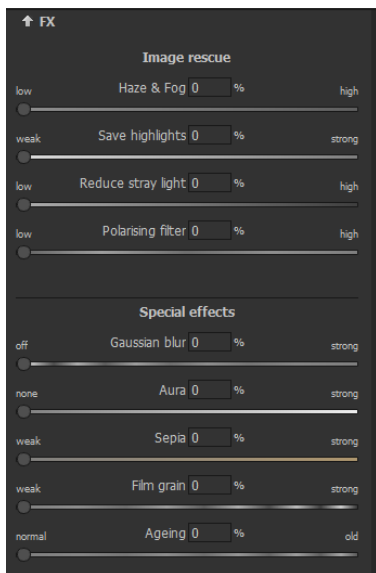 FX
Image rescue
low Haze & Fog 0 % high
weak Save highlights 0 % strong
low Reduce stray light 0 % high
low Polarising filter 0 % high
Special effects
off Gaussian blur 0 % strong
none Aura 0 % strong
weak Sepia 0 % strong
weak Film grain 0 % strong
normal Ageing 0 % old